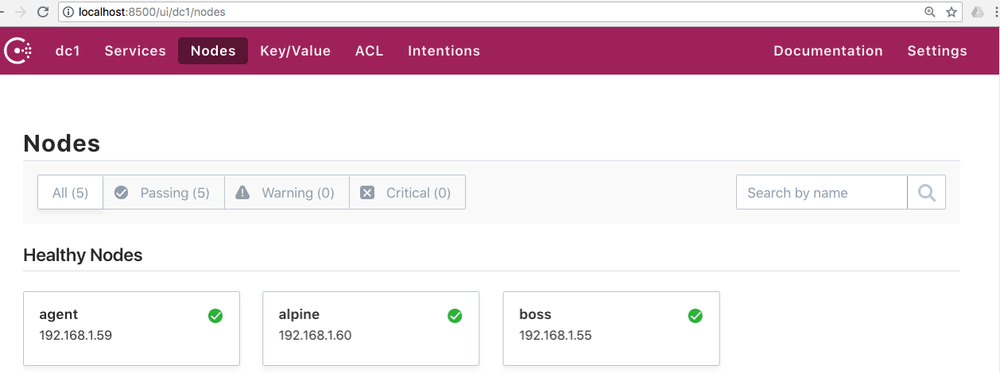 localhost:8500/ui/dc1/nodes
dc1 Services Nodes Key/Value ACL Intentions Documentation Settings
Nodes
All (5) Passing (5) Warning (0) Critical (0) Search by name
Healthy Nodes
agent alpine boss
192.168.1.59 192.168.1.60 192.168.1.55